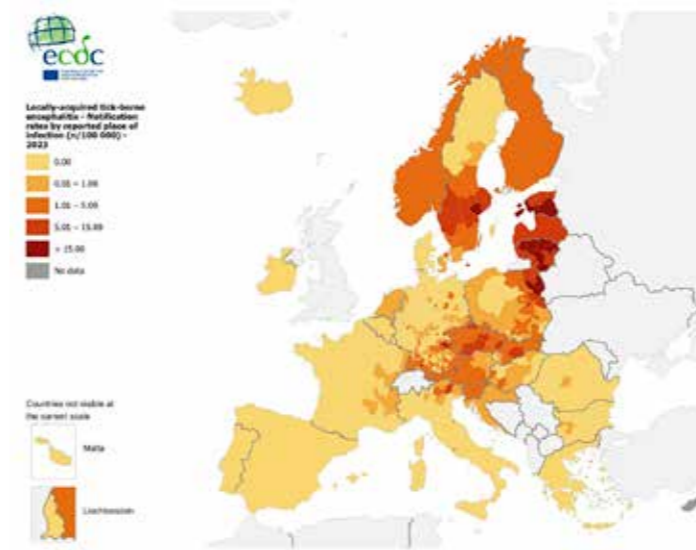 ecdc
Locally-acquired tick-borne
encephalitis - Notification
rates by reported place of
infection (n/100 000) -
2023
0.00
0.01 - 1.00
1.01 - 5.00
5.01 - 15.00
> 15.00
No data
Countries not visible at
the current scale
Malta
Liechtenstein